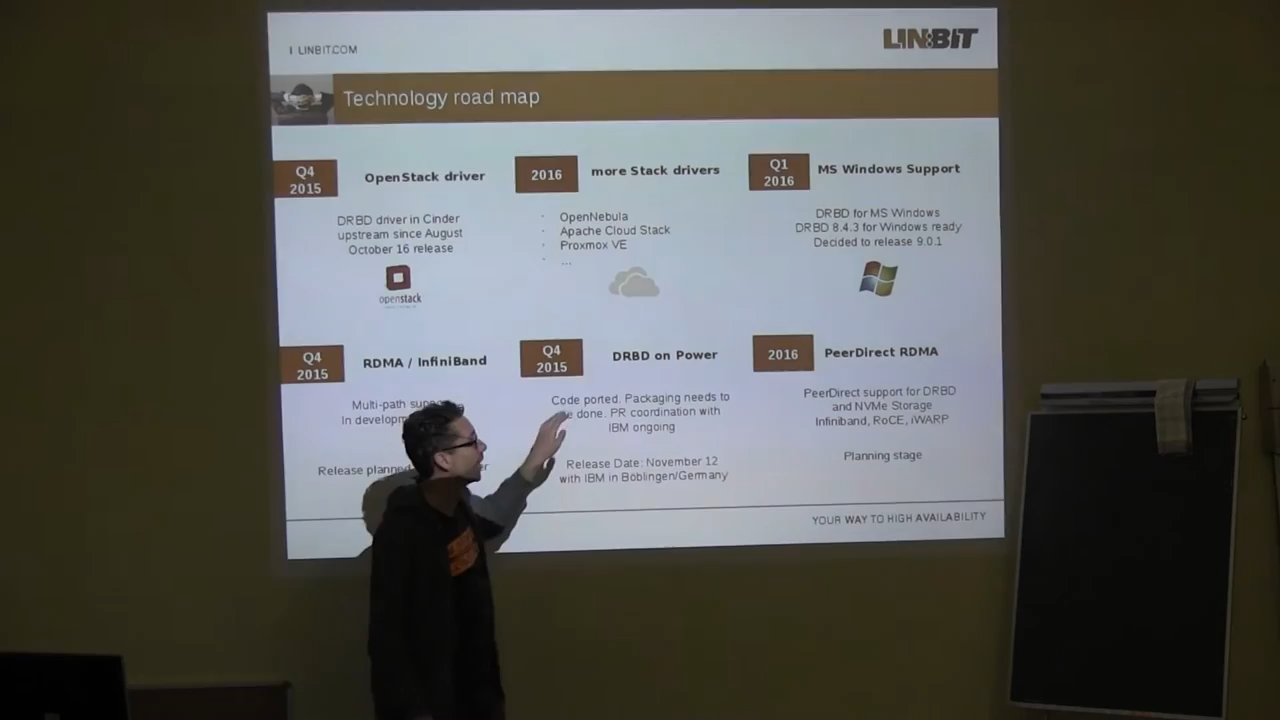 LINBIT.COM
LINBIT
Technology road map
Q4
2015
OpenStack driver
DRBD driver in Cinder
upstream since August
October 16 release
openstack
2016
more Stack drivers
· OpenNebula
· Apache Cloud Stack
· Proxmox VE
· ...
Q1
2016
MS Windows Support
DRBD for MS Windows
DRBD 8.4.3 for Windows ready
Decided to release 9.0.1
Q4
2015
RDMA / InfiniBand
Multi-path
In
Release planned
Q4
2015
DRBD on Power
Code ported. Packaging needs to
done. PR coordination with
IBM ongoing
Release Date: November 12
with IBM in Böblingen/Germany
2016
PeerDirect RDMA
PeerDirect support for DRBD
and NVMe Storage
Infiniband, RoCE, iWARP
Planning stage
YOUR WAY TO HIGH AVAILABILITY